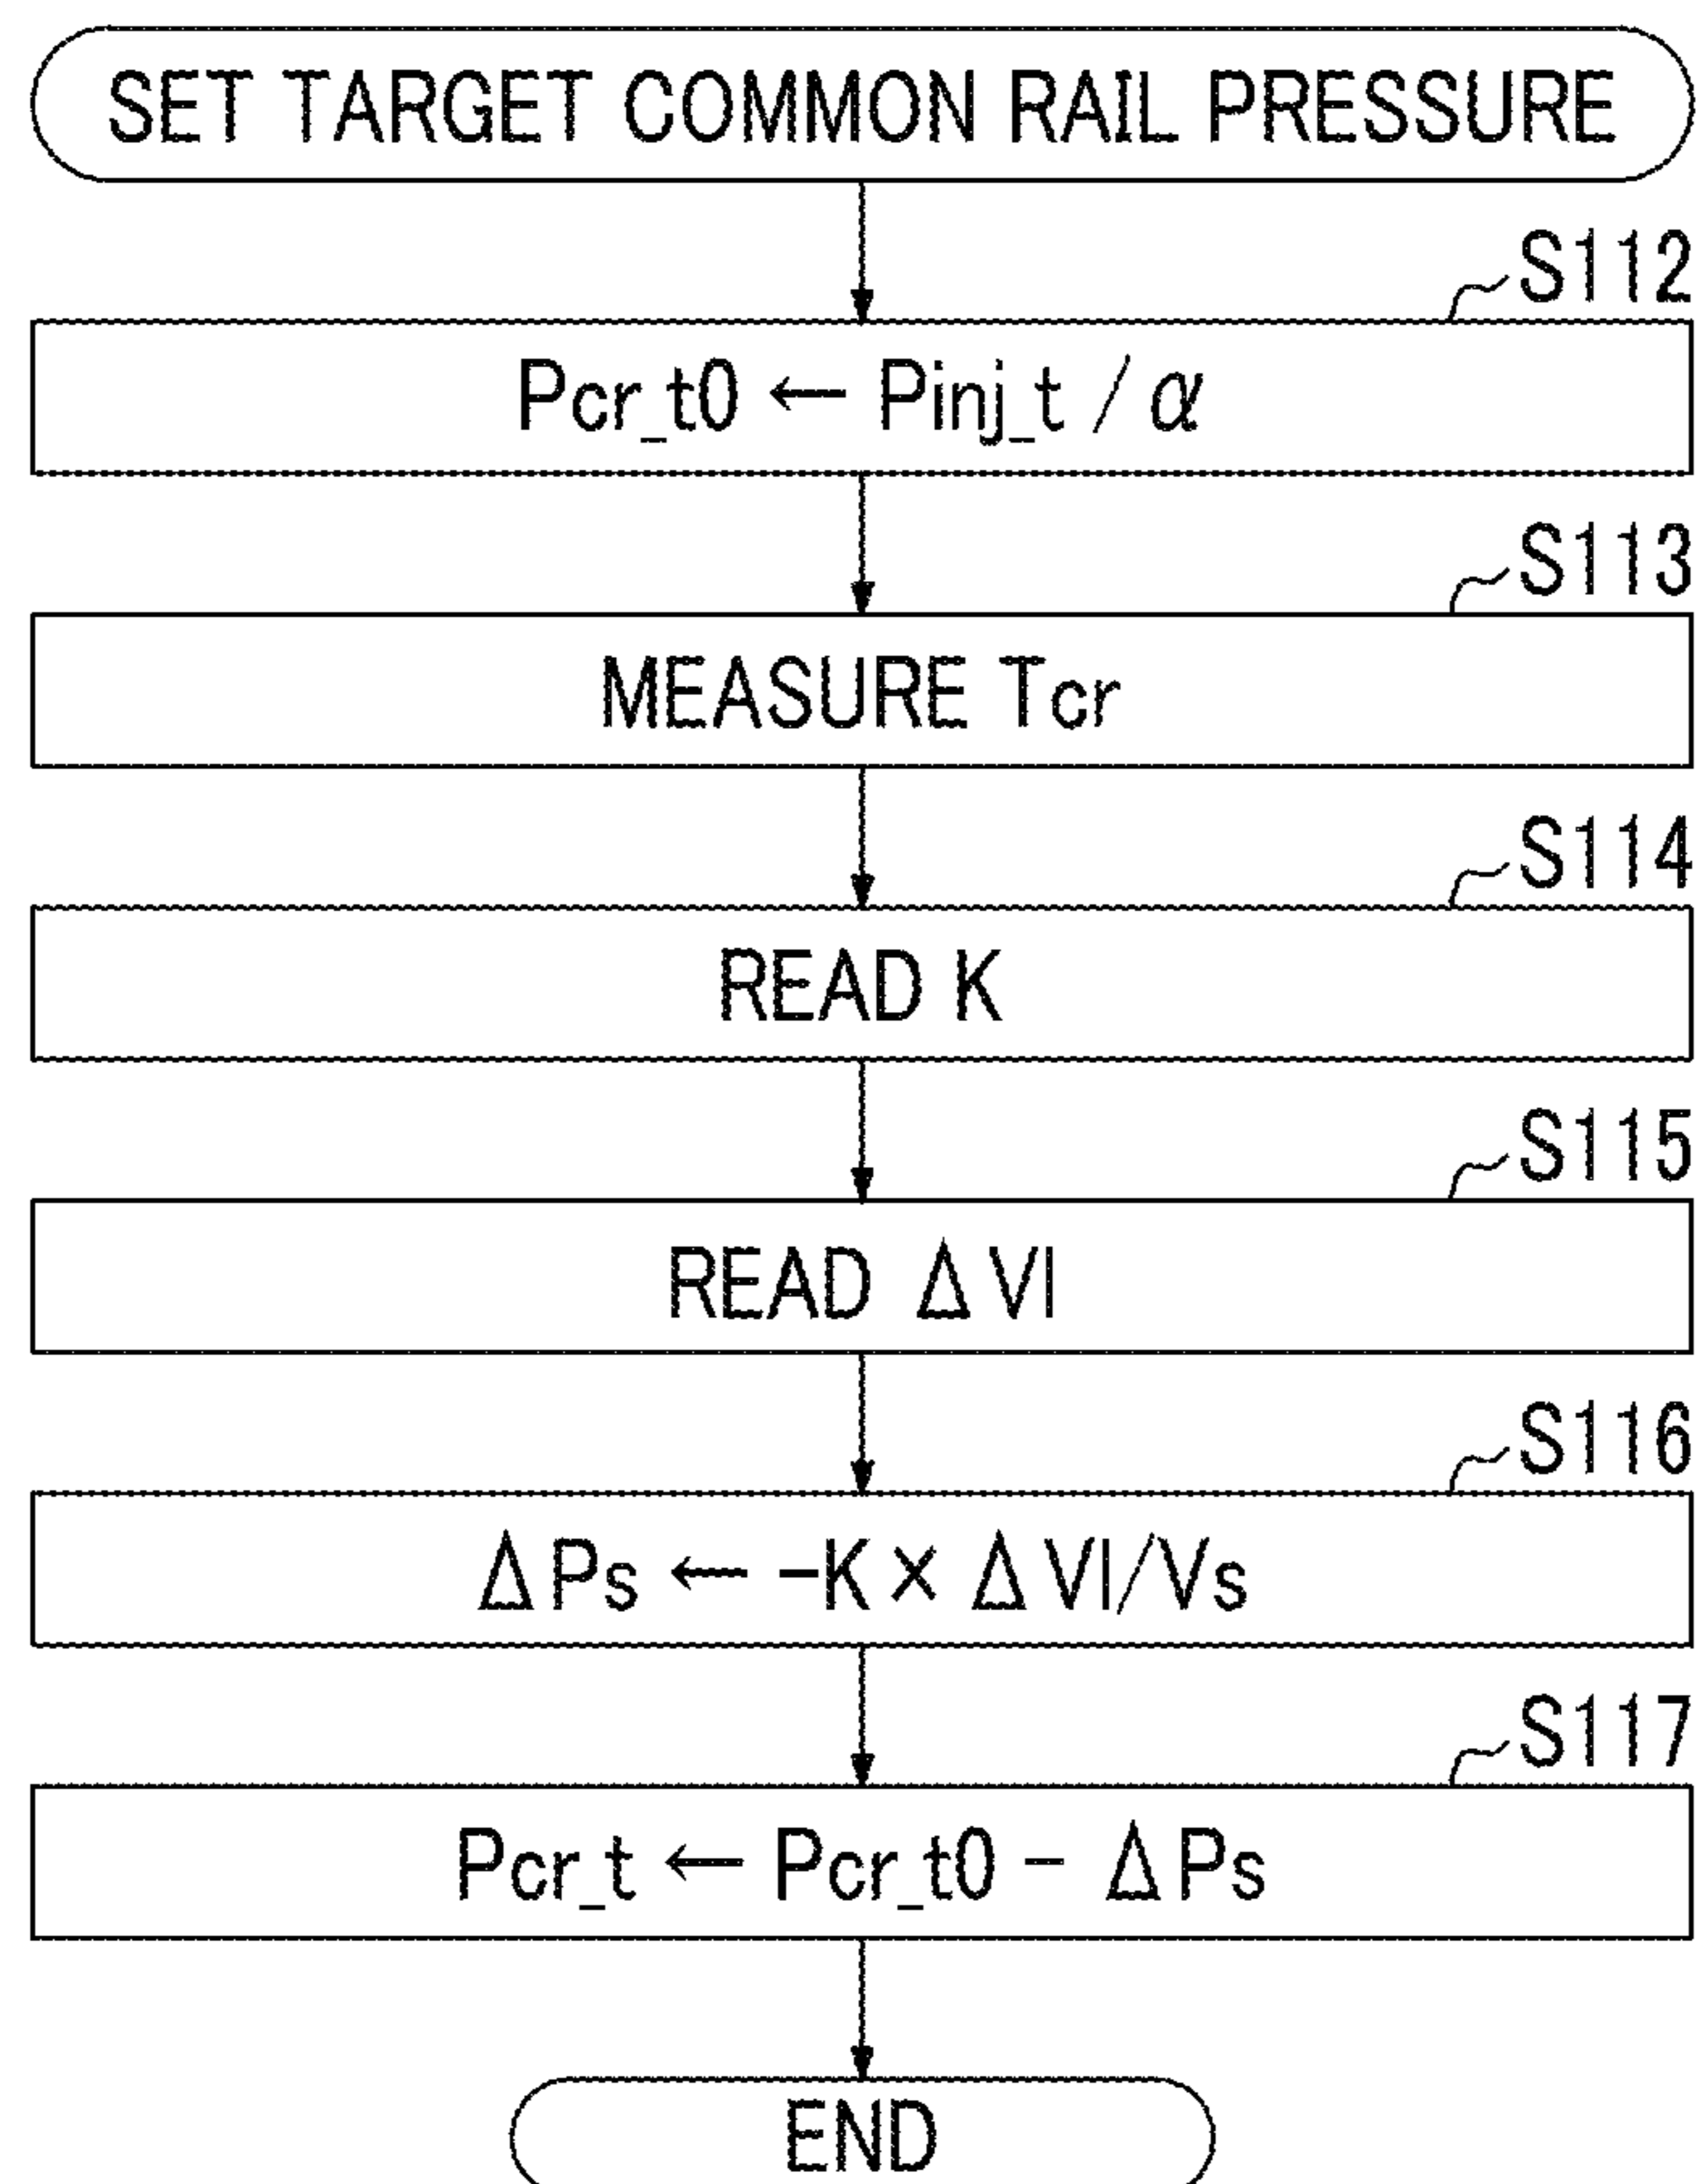 SET TARGET COMMON RAIL PRESSURE
S112
Pcr_t0 ← Pinj_t / α
S113
MEASURE Tcr
S114
READ K
S115
READ ΔVl
S116
ΔPs ← -K × ΔVl/Vs
S117
Pcr_t ← Pcr_t0 - ΔPs
END